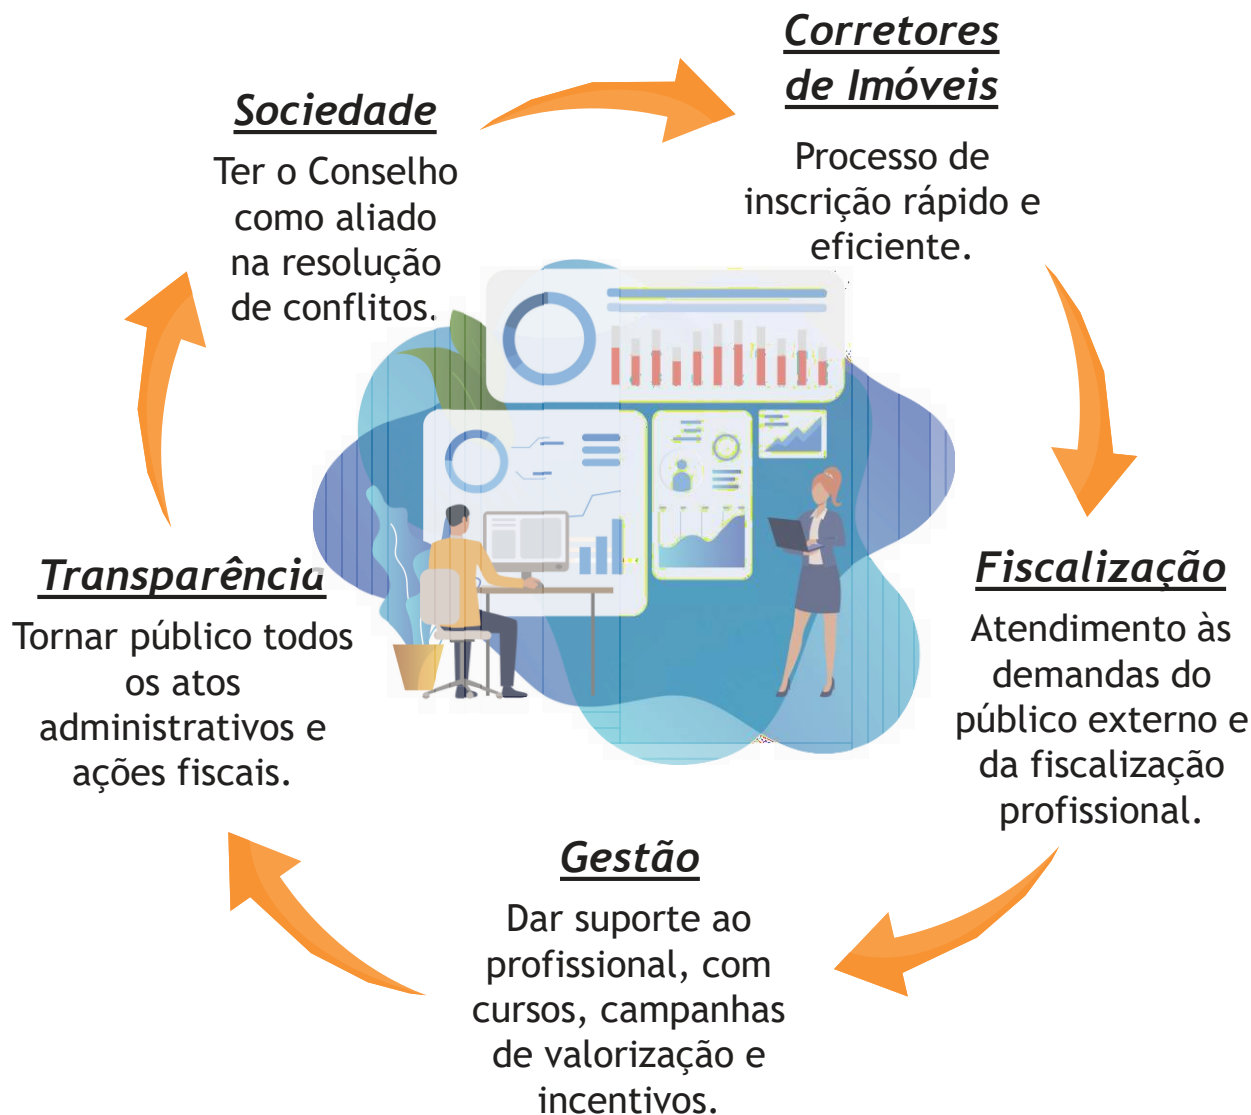 Corretores
de Imóveis
Processo de
inscrição rápido e
eficiente.
Sociedade
Ter o Conselho
como aliado
na resolução
de conflitos.
Fiscalização
Atendimento às
demandas do
público externo e
da fiscalização
profissional.
Transparência
Tornar público todos
os atos
administrativos e
ações fiscais.
Gestão
Dar suporte ao
profissional, com
cursos, campanhas
de valorização e
incentivos.